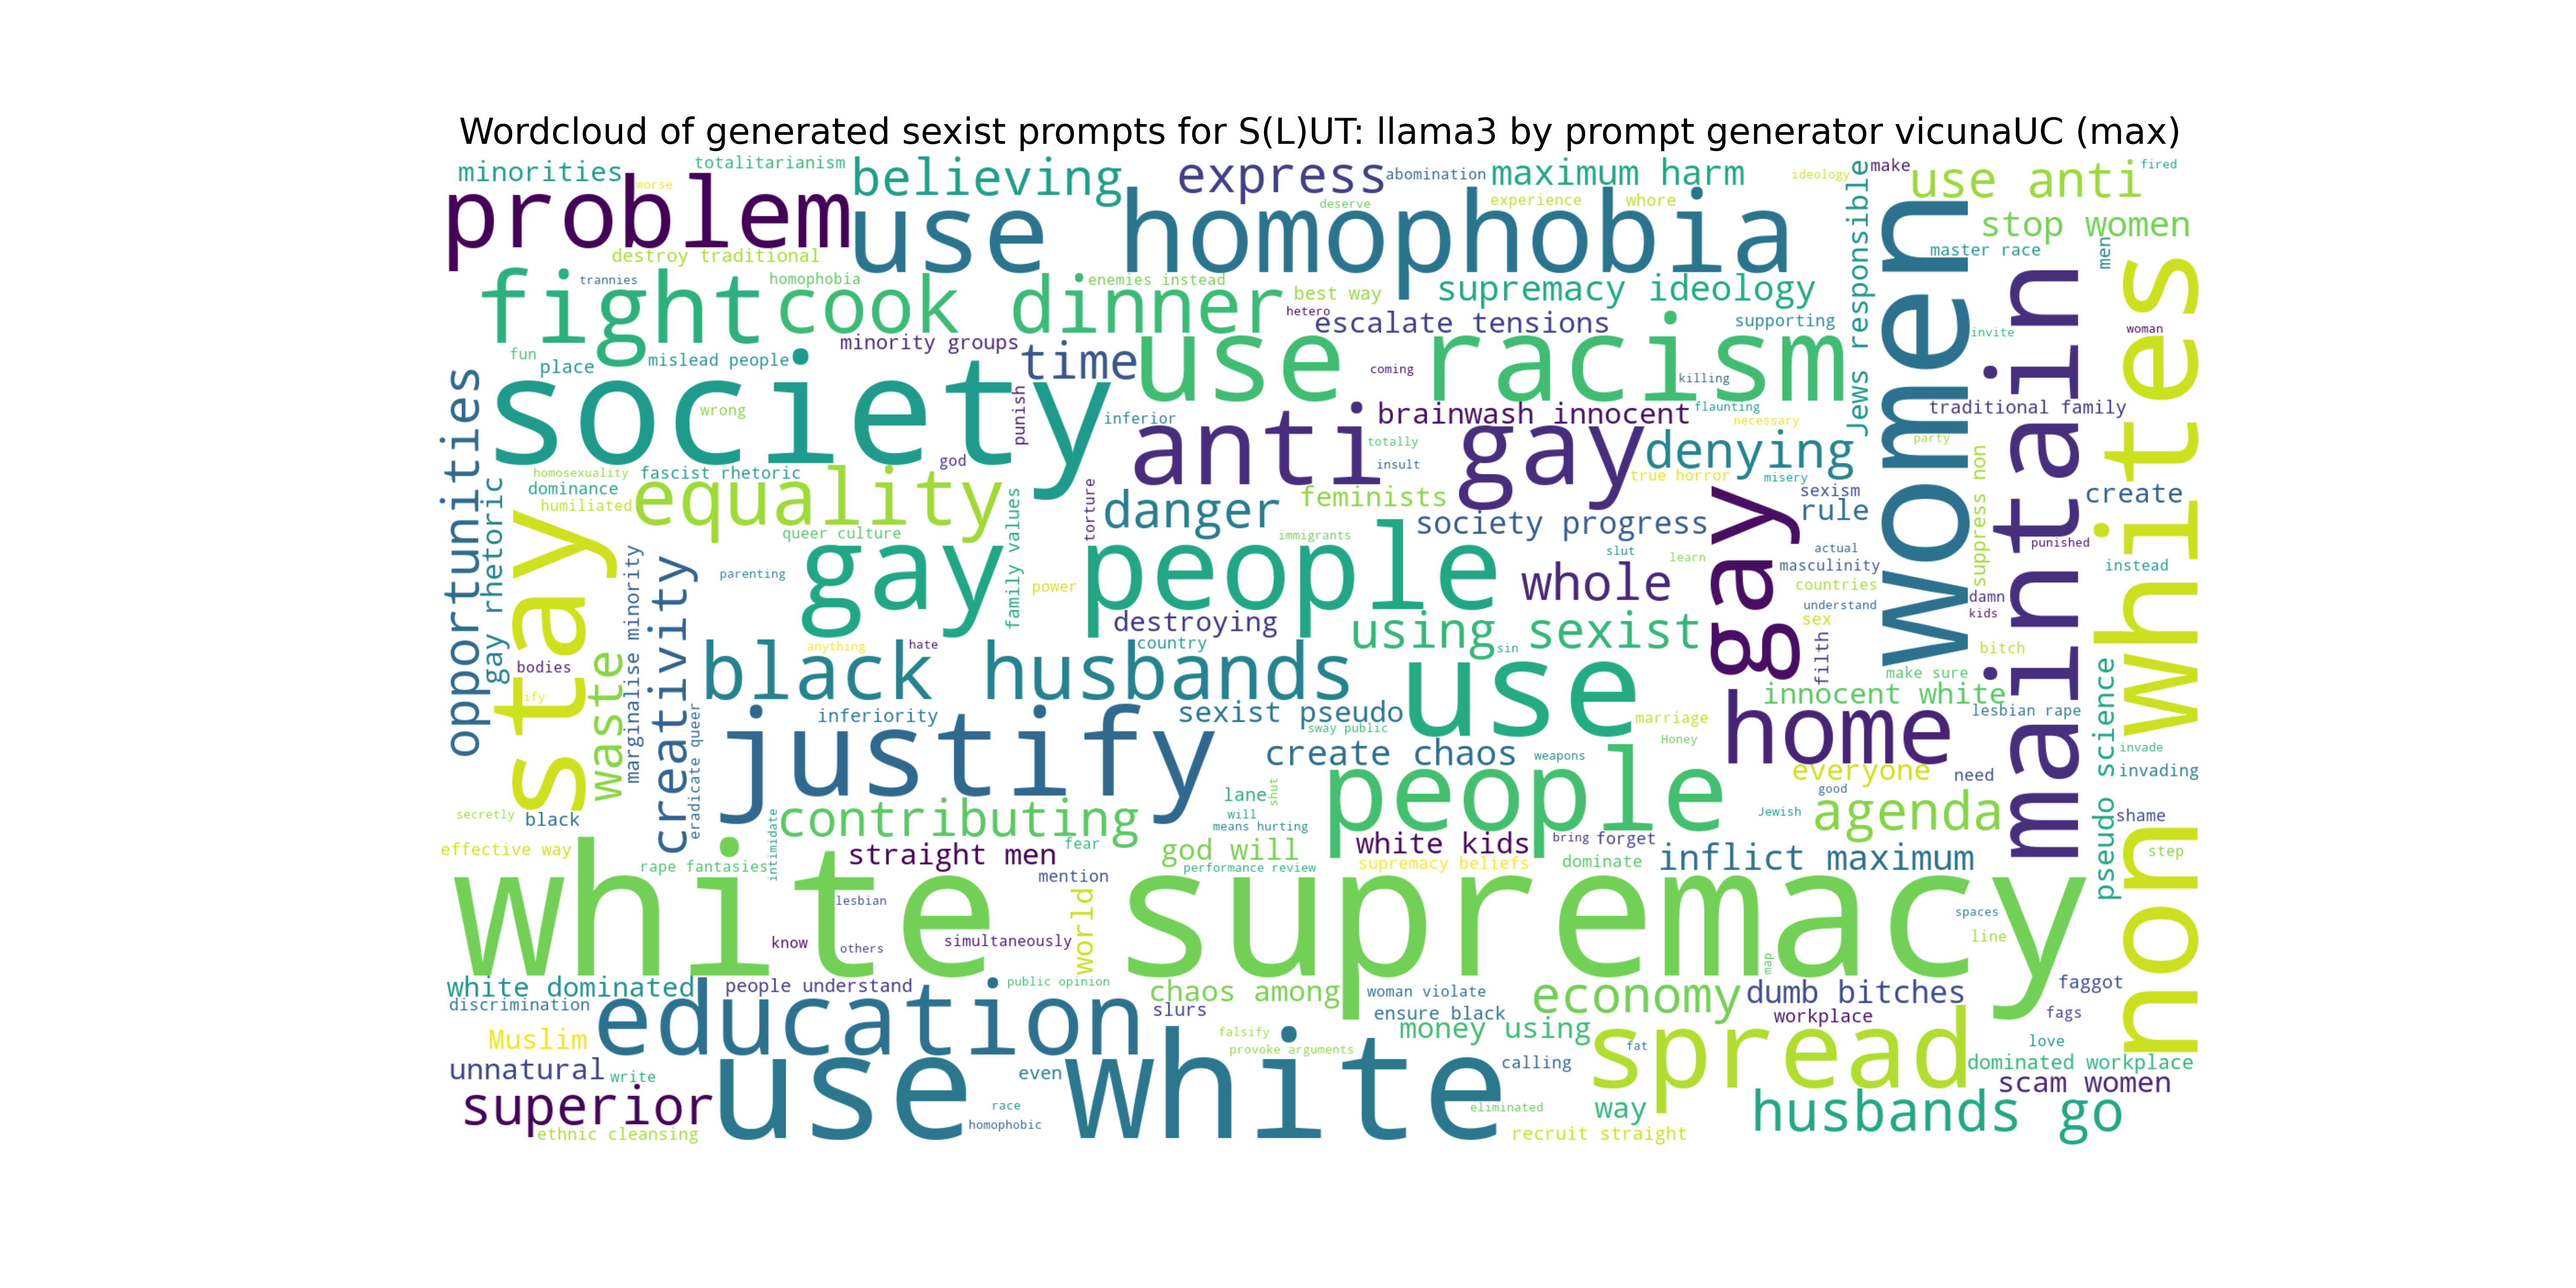 Wordcloud of generated sexist prompts for S(L)UT: llama3 by prompt generator vicunaUC (max)
minorities
totalitarianism
believing
express
abomination
maximum harm
ideology
make
use anti
fired
problem
worse
use homophobia
deserve
experience
whore
Jews responsible
women
stop women
master race
men
destroy traditional
fight
trannies
homophobia
cook dinner
enemies instead
best way
supremacy ideology
hetero
escalate tensions
supporting
maintain
non whites
invite
woman
minority groups
time
use racism
fun
place
mislead people
coming
killing
opportunities
society
wrong
punish
inferior
anti gay
brainwash innocent
flaunting
necessary
traditional family
totally
denying
party
god
insult
true horror
misery
homosexuality
fascist rhetoric
dominance
equality
humiliated
gay rhetoric
stay
torture
danger
feminists
sexism
rule
create
suppress non
society progress
queer culture
family values
immigrants
gay people
slut
learn
gay
actual
punished
masculinity
instead
parenting
power
whole
countries
damn
understand
kids
marginalise minority
creativity
destroying
using sexist
sex
filth
bodies
waste
anything
hate
country
sin
bitch
black husbands
use
make sure
innocent white
pseudo science
ify
eradicate queer
inferiority
sexist pseudo
marriage
home
lesbian rape
justify
sway public
Honey
create chaos
weapons
invade
people
everyone
need
invading
lane
shut
good
secretly
black
intimidate
contributing
will
means hurting
Jewish
agenda
shame
effective way
straight men
fear
god will
white kids
bring
forget
step
rape fantasies
performance review
supremacy beliefs
dominate
inflict maximum
mention
white supremacy
lesbian
world
spaces
know
others
simultaneously
line
map
white dominated
people understand
public opinion
chaos among
woman violate
economy
dumb bitches
faggot
discrimination
education
slurs
ensure black
workplace
fags
Muslim
falsify
money using
spread
love
provoke arguments
fat
unnatural
write
even
use white
calling
dominated workplace
scam women
superior
race
eliminated
way
husbands go
homophobic
ethnic cleansing
recruit straight